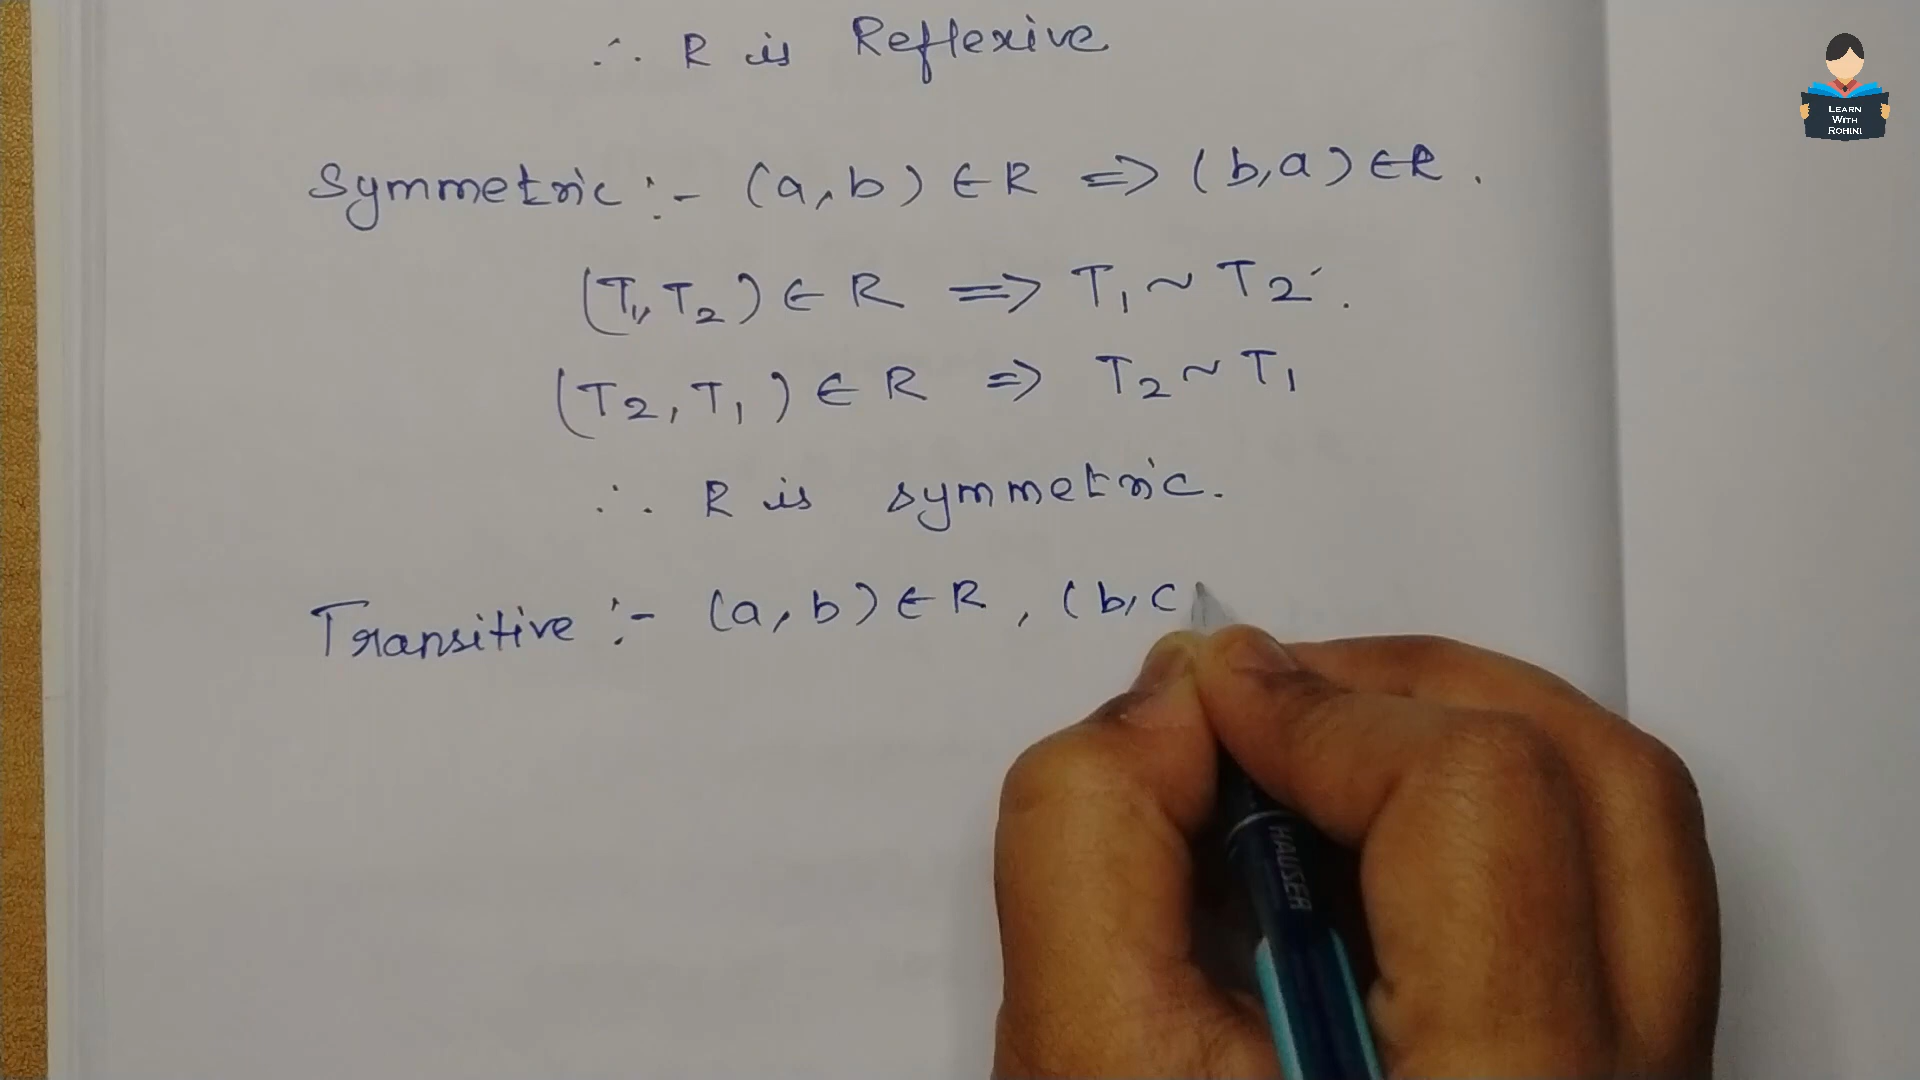 ∴ R is Reflexive
LEARN
WITH
ROHINI
Symmetric :- (a, b) ∈ R => (b, a) ∈ R.
(T₁, T₂) ∈ R => T₁ ~ T₂.
(T₂, T₁) ∈ R => T₂ ~ T₁
∴ R is symmetric.
Transitive :- (a, b) ∈ R, (b, c
HAUSER